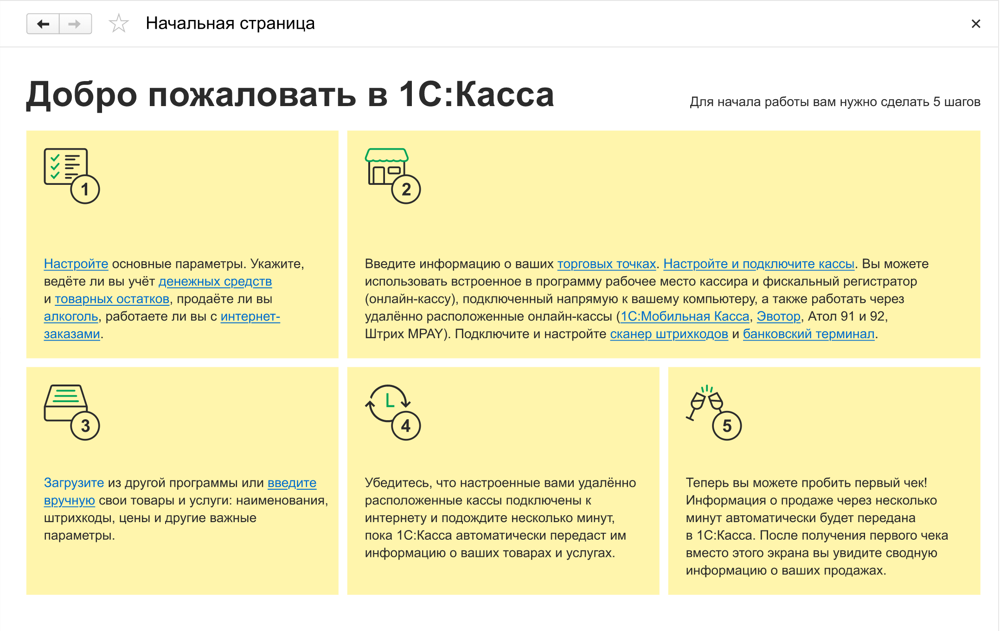 Начальная страница
Добро пожаловать в 1С:Касса
Для начала работы вам нужно сделать 5 шагов
1
Настройте основные параметры. Укажите,
ведёте ли вы учёт денежных средств
и товарных остатков, продаёте ли вы
алкоголь, работаете ли вы с интернет-
заказами.
2
Введите информацию о ваших торговых точках. Настройте и подключите кассы. Вы можете
использовать встроенное в программу рабочее место кассира и фискальный регистратор
(онлайн-кассу), подключенный напрямую к вашему компьютеру, а также работать через
удалённо расположенные онлайн-кассы (1С:Мобильная Касса, Эвотор, Атол 91 и 92,
Штрих MPAY). Подключите и настройте сканер штрихкодов и банковский терминал.
3
Загрузите из другой программы или введите
вручную свои товары и услуги: наименования,
штрихкоды, цены и другие важные
параметры.
4
Убедитесь, что настроенные вами удалённо
расположенные кассы подключены к
интернету и подождите несколько минут,
пока 1С:Касса автоматически передаст им
информацию о ваших товарах и услугах.
5
Теперь вы можете пробить первый чек!
Информация о продаже через несколько
минут автоматически будет передана
в 1С:Касса. После получения первого чека
вместо этого экрана вы увидите сводную
информацию о ваших продажах.